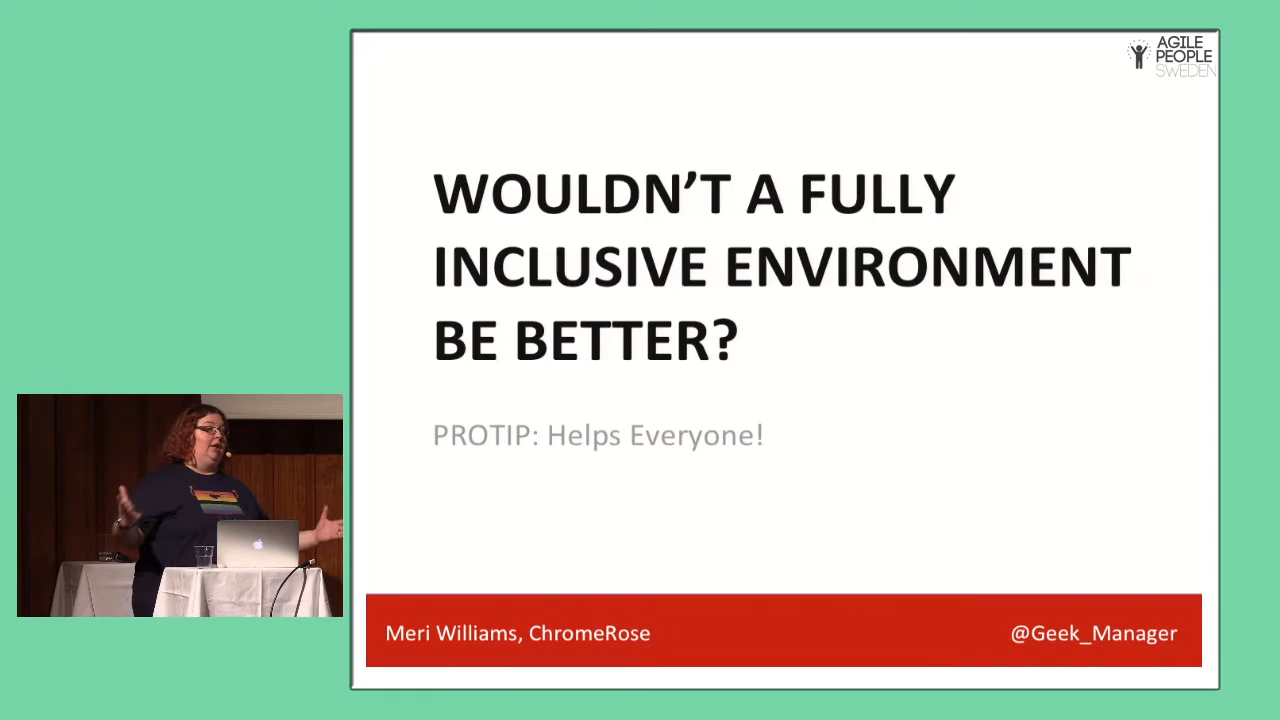 AGILE
PEOPLE
SWEDEN
WOULDN’T A FULLY
INCLUSIVE ENVIRONMENT
BE BETTER?
PROTIP: Helps Everyone!
Meri Williams, ChromeRose
@Geek_Manager